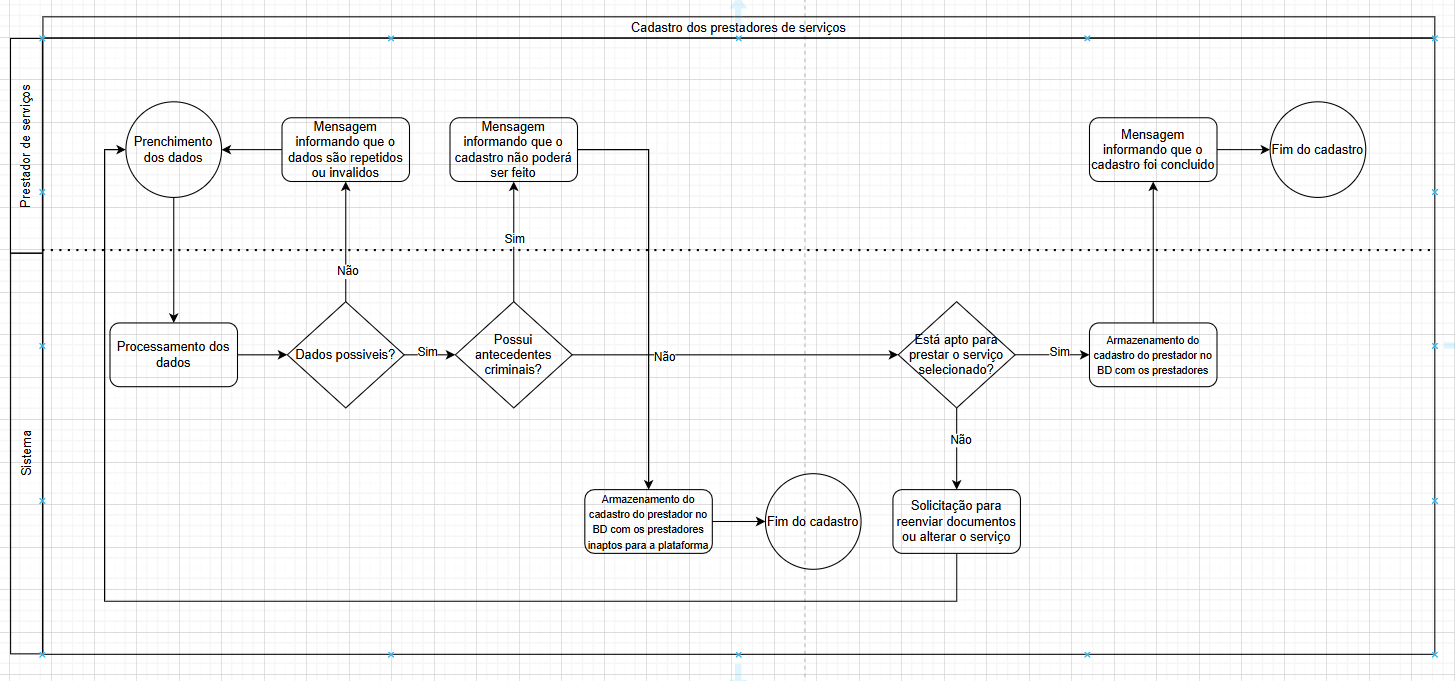 Cadastro dos prestadores de serviços
Prestador de serviços
Prenchimento
dos dados
Mensagem
informando que o
dados são repetidos
ou invalidos
Mensagem
informando que o
cadastro não poderá
ser feito
Mensagem
informando que o
cadastro foi concluido
Fim do cadastro
Sim
Não
Sistema
Processamento dos
dados
Dados possiveis?
Sim
Possui
antecedentes
criminais?
Não
Está apto para
prestar o serviço
selecionado?
Sim
Armazenamento do
cadastro do prestador no
BD com os prestadores
Não
Armazenamento do
cadastro do prestador no
BD com os prestadores
inaptos para a plataforma
Fim do cadastro
Solicitação para
reenviar documentos
ou alterar o serviço